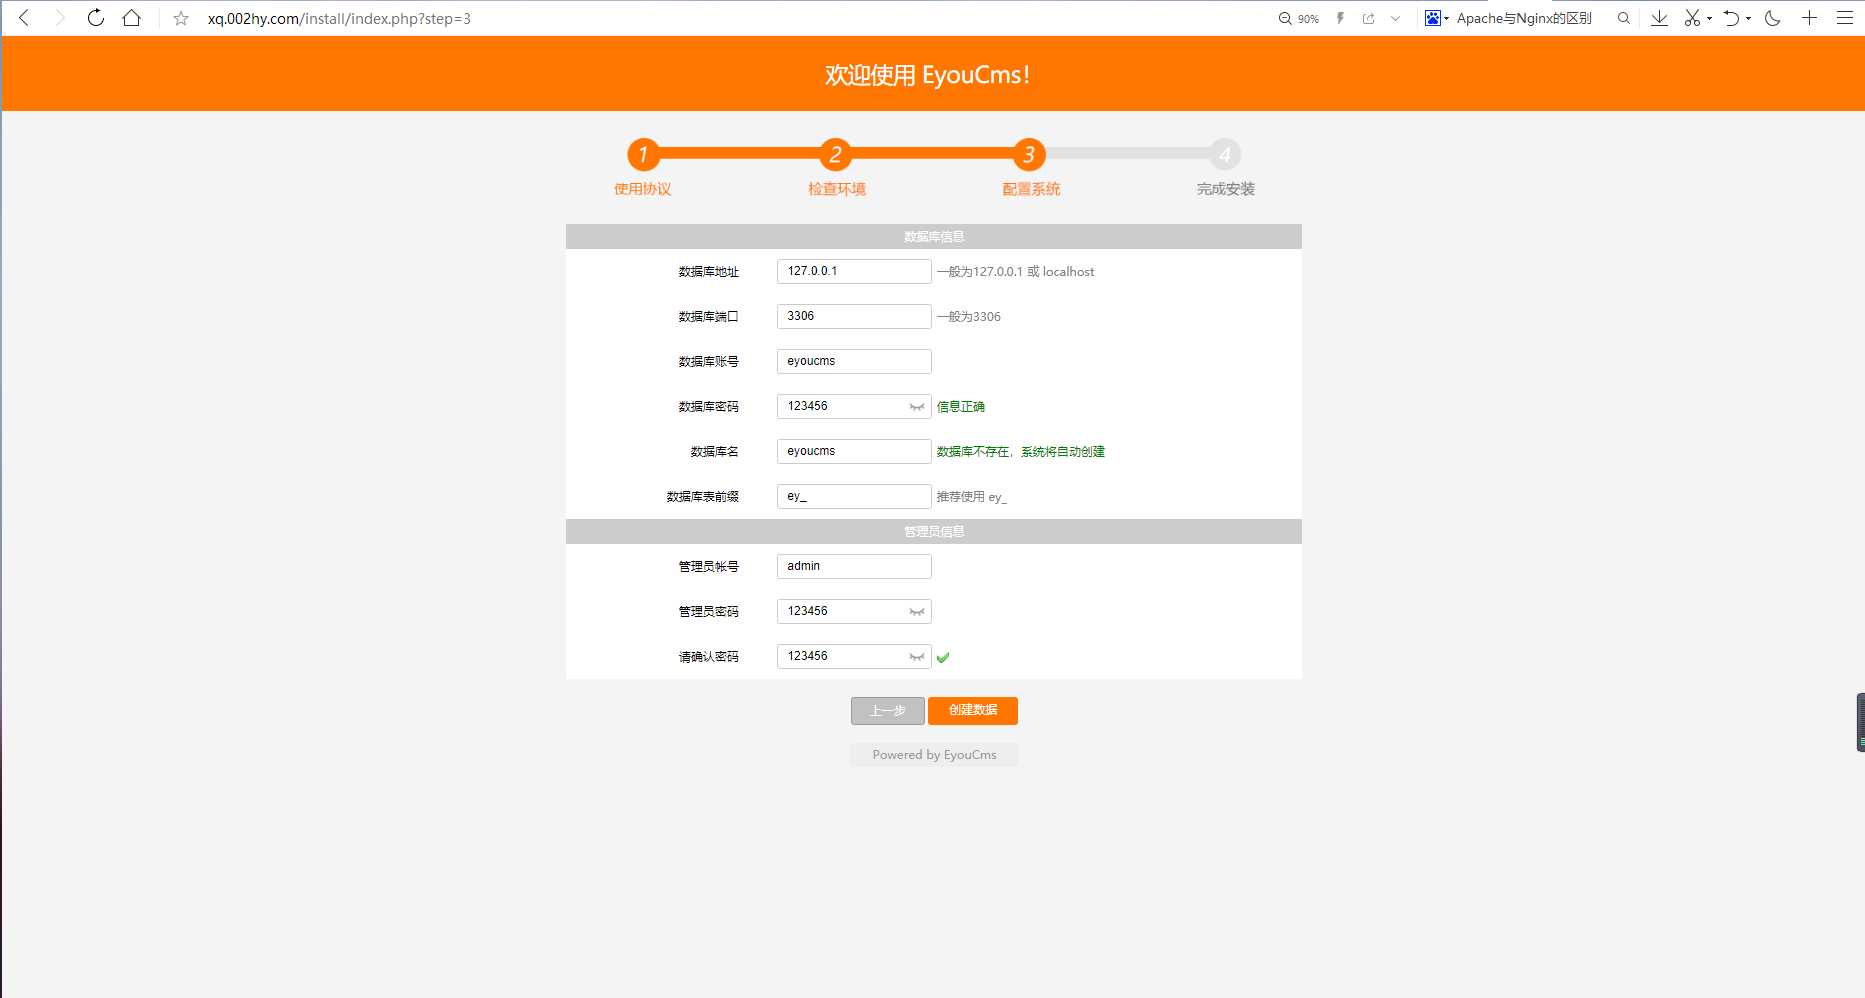 xq.002hy.com/install/index.php?step=3
90%
Apache与Nginx的区别
欢迎使用 EyouCms!
1
2
3
4
使用协议
检查环境
配置系统
完成安装
数据库信息
数据库地址 127.0.0.1 一般为127.0.0.1 或 localhost
数据库端口 3306 一般为3306
数据库账号 eyoucms
数据库密码 123456 信息正确
数据库名 eyoucms 数据库不存在，系统将自动创建
数据库表前缀 ey_ 推荐使用 ey_
管理员信息
管理员帐号 admin
管理员密码 123456
请确认密码 123456
上一步 创建数据
Powered by EyouCms